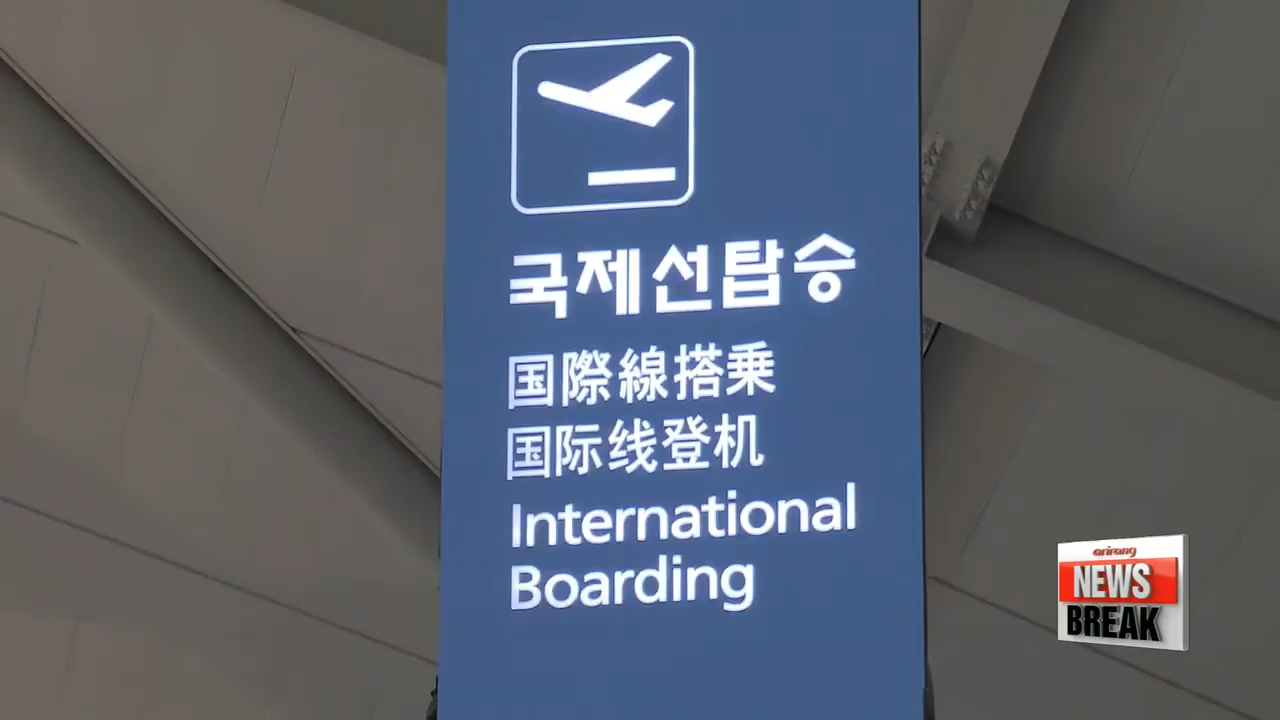 국제선탑승
国際線搭乗
国际线登机
International
Boarding
arirang
NEWS
BREAK